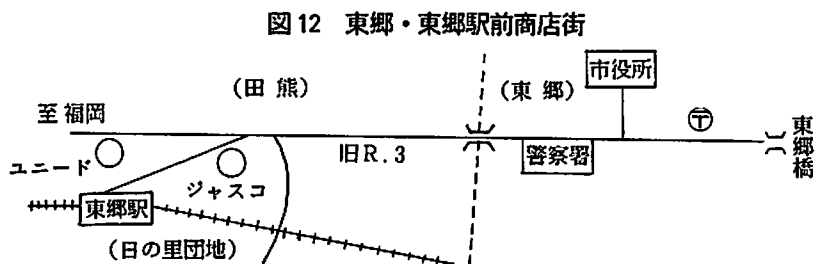 図12 東郷・東郷駅前商店街
市役所
(田熊)
(東郷)
至福岡
〒
東郷橋
ユニード
ジャスコ
旧R.3
警察署
東郷駅
(日の里団地)